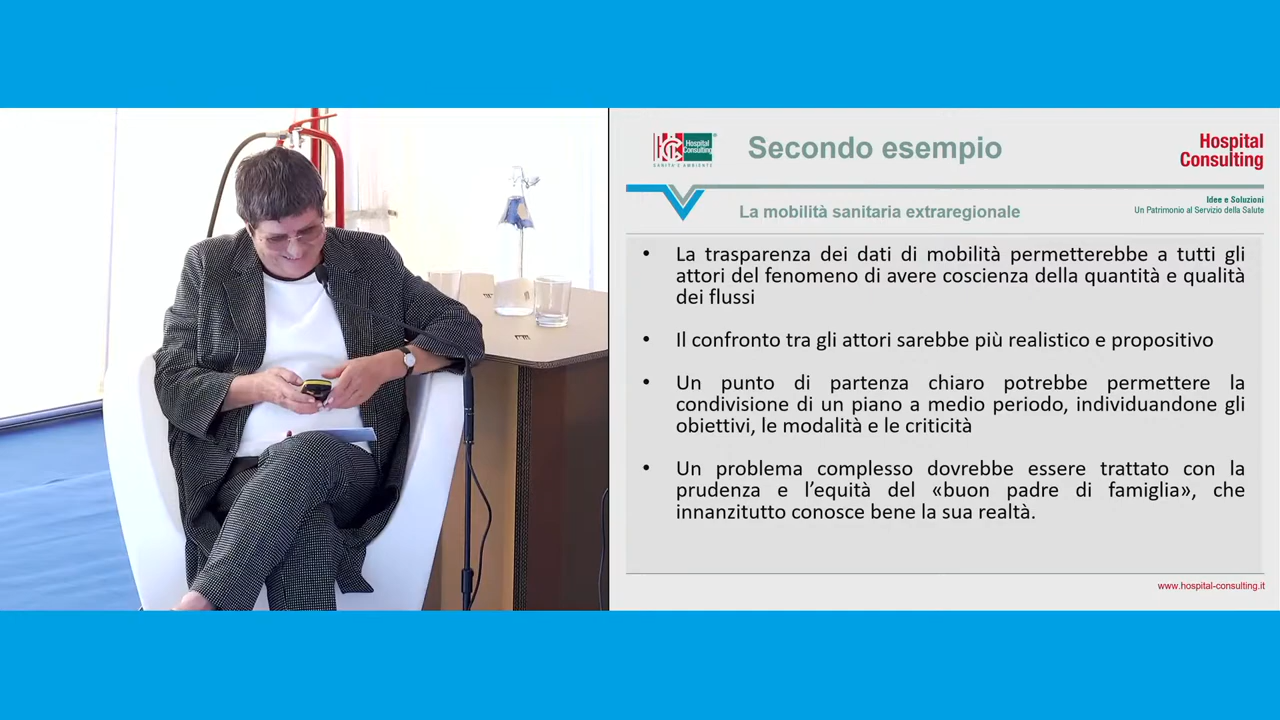 Hospital
Consulting
SANITÀ E AMBIENTE
Secondo esempio
Hospital
Consulting
La mobilità sanitaria extraregionale
Idee e Soluzioni
Un Patrimonio al Servizio della Salute
• La trasparenza dei dati di mobilità permetterebbe a tutti gli
attori del fenomeno di avere coscienza della quantità e qualità
dei flussi
• Il confronto tra gli attori sarebbe più realistico e propositivo
• Un punto di partenza chiaro potrebbe permettere la
condivisione di un piano a medio periodo, individuandone gli
obiettivi, le modalità e le criticità
• Un problema complesso dovrebbe essere trattato con la
prudenza e l’equità del «buon padre di famiglia», che
innanzitutto conosce bene la sua realtà.
www.hospital-consulting.it